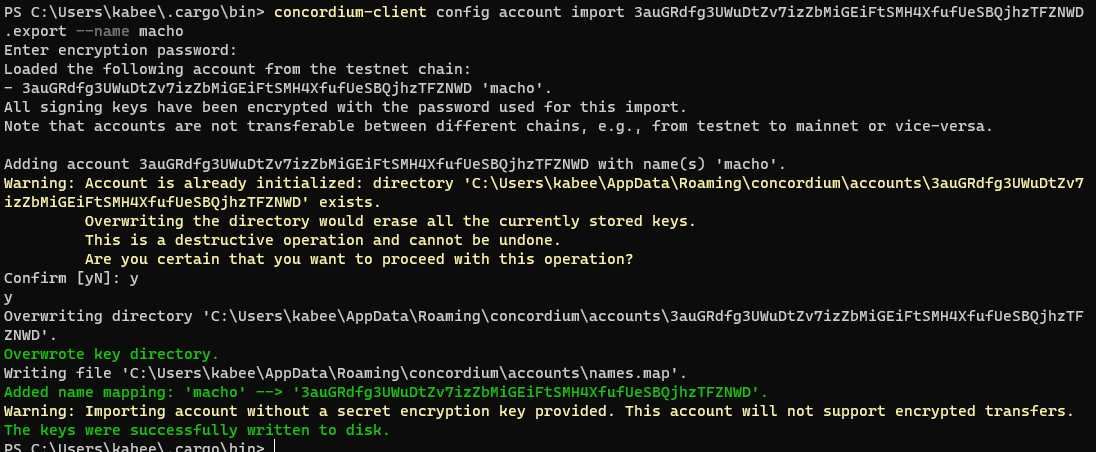 PS C:\Users\kabee\.cargo\bin> concordium-client config account import 3auGRdfg3UWuDtZv7izZbMiGEiFtSMH4XfufUeSBQjhzTFZNWD
.export --name macho
Enter encryption password:
Loaded the following account from the testnet chain:
- 3auGRdfg3UWuDtZv7izZbMiGEiFtSMH4XfufUeSBQjhzTFZNWD 'macho'.
All signing keys have been encrypted with the password used for this import.
Note that accounts are not transferable between different chains, e.g., from testnet to mainnet or vice-versa.
Adding account 3auGRdfg3UWuDtZv7izZbMiGEiFtSMH4XfufUeSBQjhzTFZNWD with name(s) 'macho'.
Warning: Account is already initialized: directory 'C:\Users\kabee\AppData\Roaming\concordium\accounts\3auGRdfg3UWuDtZv7
izZbMiGEiFtSMH4XfufUeSBQjhzTFZNWD' exists.
Overwriting the directory would erase all the currently stored keys.
This is a destructive operation and cannot be undone.
Are you certain that you want to proceed with this operation?
Confirm [yN]: y
y
Overwriting directory 'C:\Users\kabee\AppData\Roaming\concordium\accounts\3auGRdfg3UWuDtZv7izZbMiGEiFtSMH4XfufUeSBQjhzTF
ZNWD'.
Overwrote key directory.
Writing file 'C:\Users\kabee\AppData\Roaming\concordium\accounts\names.map'.
Added name mapping: 'macho' --> '3auGRdfg3UWuDtZv7izZbMiGEiFtSMH4XfufUeSBQjhzTFZNWD'.
Warning: Importing account without a secret encryption key provided. This account will not support encrypted transfers.
The keys were successfully written to disk.
PS C:\Users\kabee\.cargo\bin>